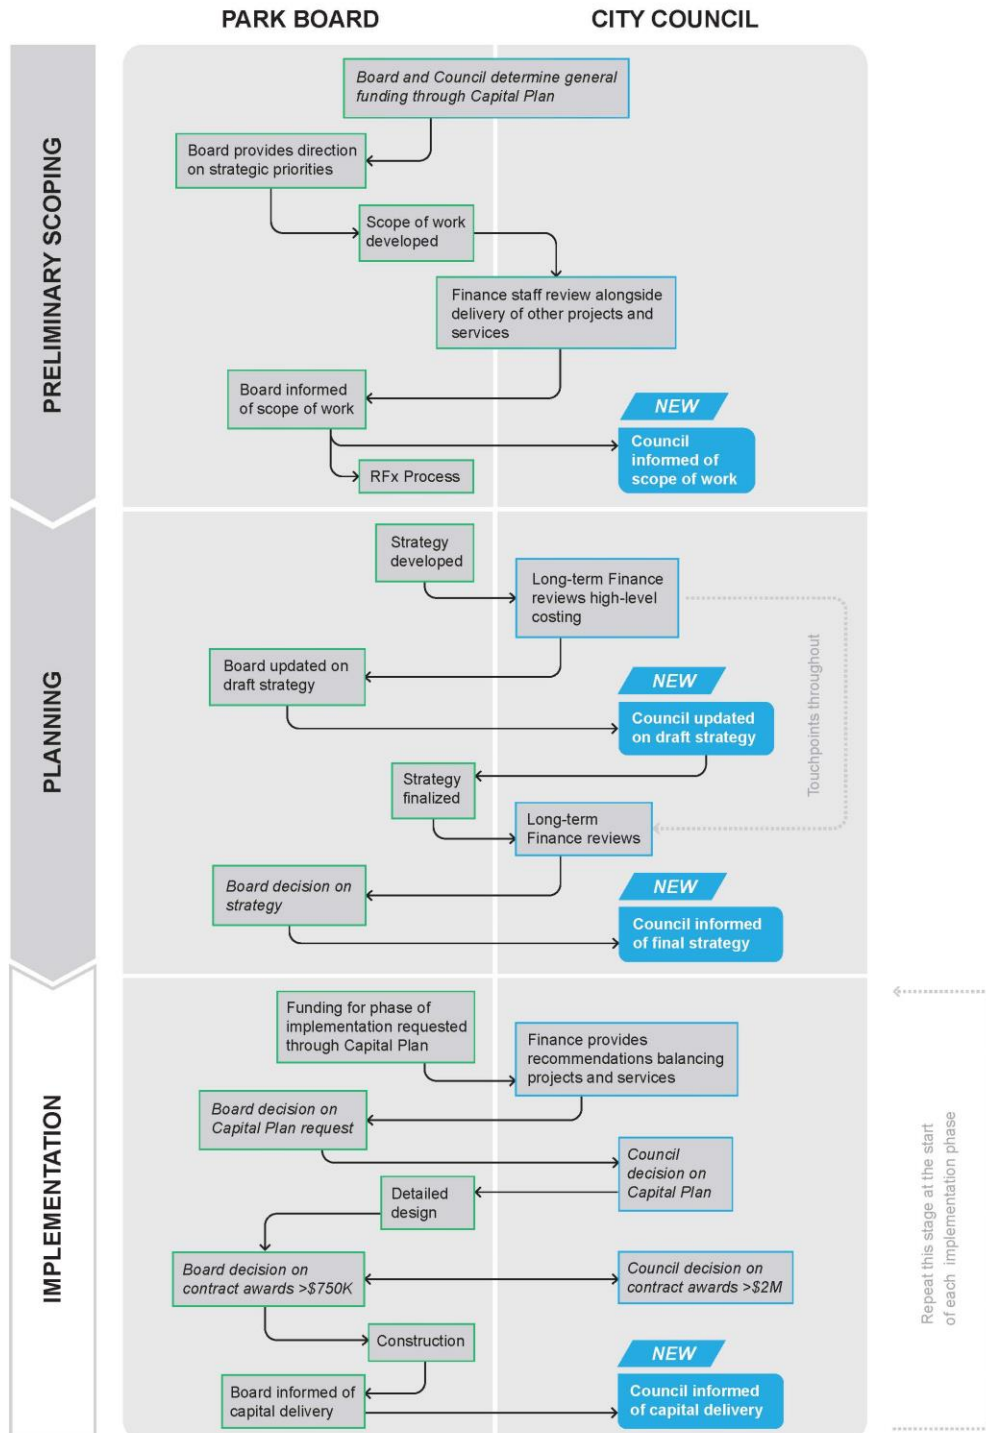 PARK BOARD
CITY COUNCIL
PRELIMINARY SCOPING
Board and Council determine general
funding through Capital Plan
Board provides direction
on strategic priorities
Scope of work
developed
Finance staff review alongside
delivery of other projects and
services
Board informed
of scope of work
NEW
Council
informed of
scope of work
RFx Process
PLANNING
Strategy
developed
Long-term Finance
reviews high-level
costing
Touchpoints throughout
Board updated on
draft strategy
NEW
Council updated
on draft strategy
Strategy
finalized
Long-term
Finance reviews
Board decision on
strategy
NEW
Council informed
of final strategy
IMPLEMENTATION
Funding for phase of
implementation requested
through Capital Plan
Finance provides
recommendations balancing
projects and services
Board decision on
Capital Plan request
Council
decision on
Capital Plan
Detailed
design
Board decision on
contract awards >$750K
Council decision on
contract awards >$2M
Construction
Board informed of
capital delivery
NEW
Council informed
of capital delivery
Repeat this stage at the start
of each implementation phase